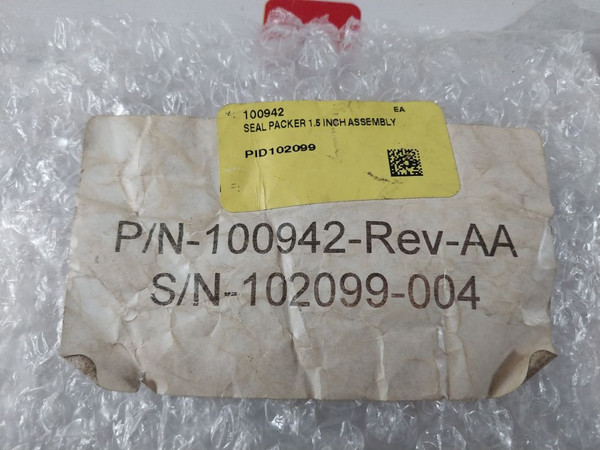 100942 EA
SEAL PACKER 1.5 INCH ASSEMBLY
PID102099
P/N-100942-Rev-AA
S/N-102099-004